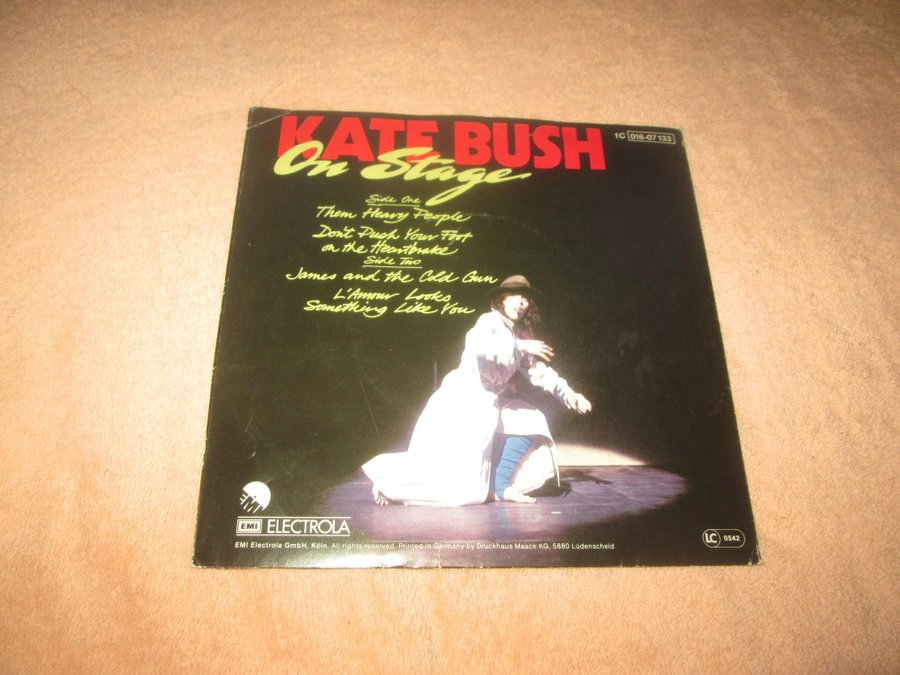 KATE BUSH
1C 016-07 133
On Stage
Side One
Them Heavy People
Don't Push Your Foot
on the Heartbrake
Side Two
James and the Cold Gun
L'Amour Looks
Something Like You
EMI ELECTROLA
EMI Electrola GmbH, Köln. All rights reserved. Printed in Germany by Druckhaus Maack KG, 5880 Lüdenscheid
LC 0542